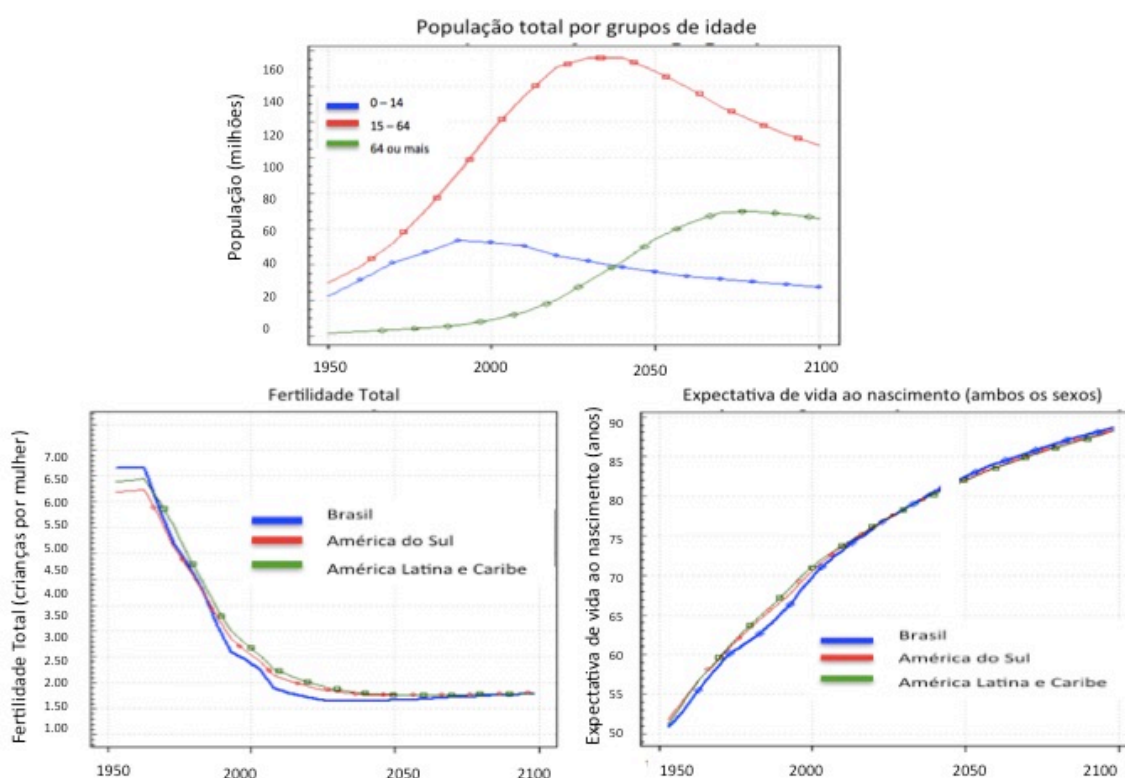 População total por grupos de idade
População (milhões)
160
140
120
100
80
60
40
20
0
0 – 14
15 – 64
64 ou mais
1950
2000
2050
2100
Fertilidade Total
Fertilidade Total (crianças por mulher)
7.00
6.50
6.00
5.50
5.00
4.50
4.00
3.50
3.00
2.50
2.00
1.50
1.00
Brasil
América do Sul
América Latina e Caribe
1950
2000
2050
2100
Expectativa de vida ao nascimento (ambos os sexos)
Expectativa de vida ao nascimento (anos)
90
85
80
75
70
65
60
55
50
Brasil
América do Sul
América Latina e Caribe
1950
2000
2050
2100